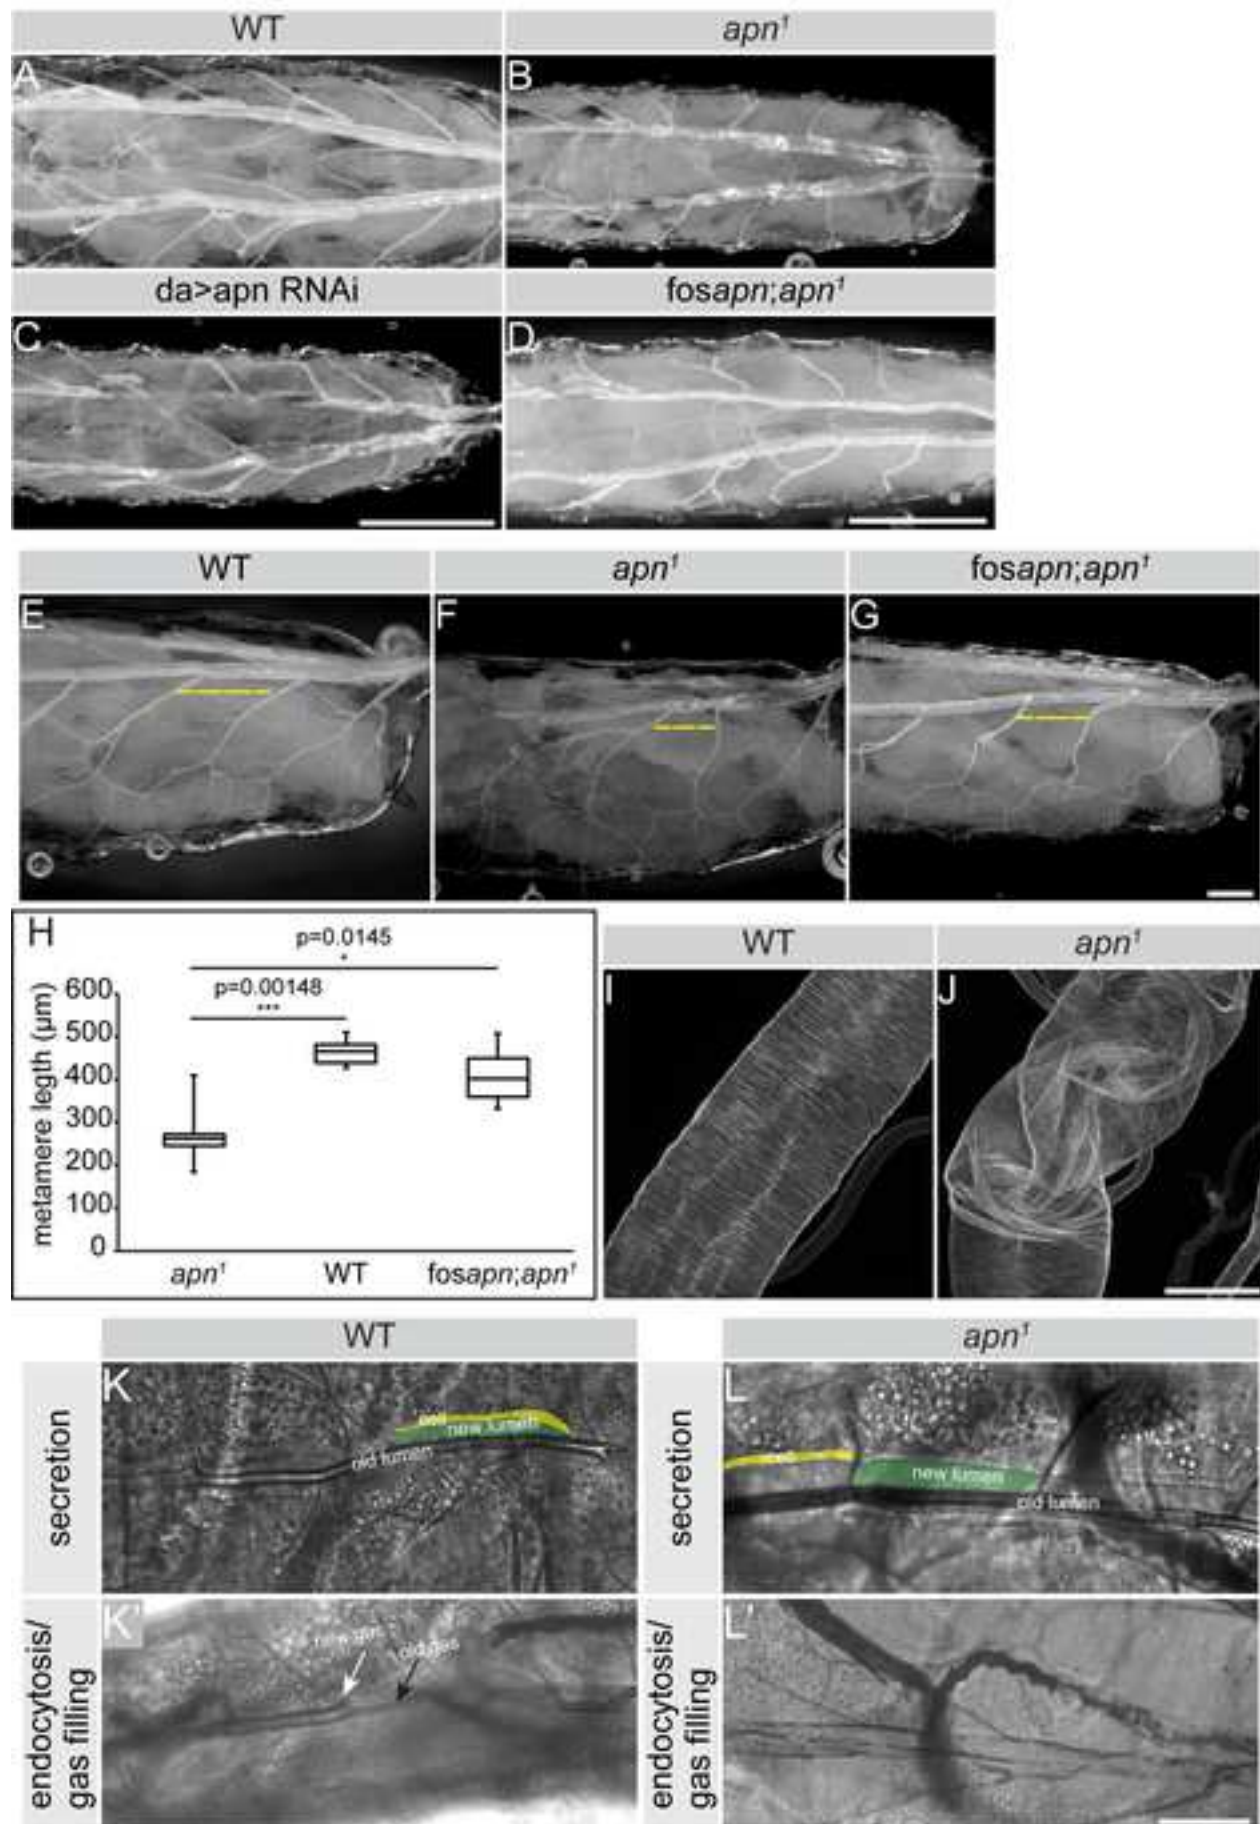 WT
apn¹
A
B
da>apn RNAi
fosapn;apn¹
C
D
WT
apn¹
fosapn;apn¹
E
F
G
H
p=0.0145
*
p=0.00148
***
metamere legth (µm)
600
500
400
300
200
100
0
apn¹
WT
fosapn;apn¹
WT
apn¹
I
J
WT
apn¹
secretion
K
cell
new lumen
old lumen
secretion
L
new lumen
old lumen
endocytosis/
gas filling
K'
old gas
endocytosis/
gas filling
L'